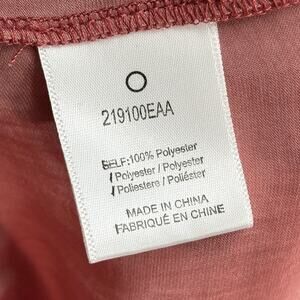 219100EAA
SELF:100% Polyester
/ Polyester / Polyester
/ Poliestere / Poliéster
MADE IN CHINA
FABRIQUÉ EN CHINE